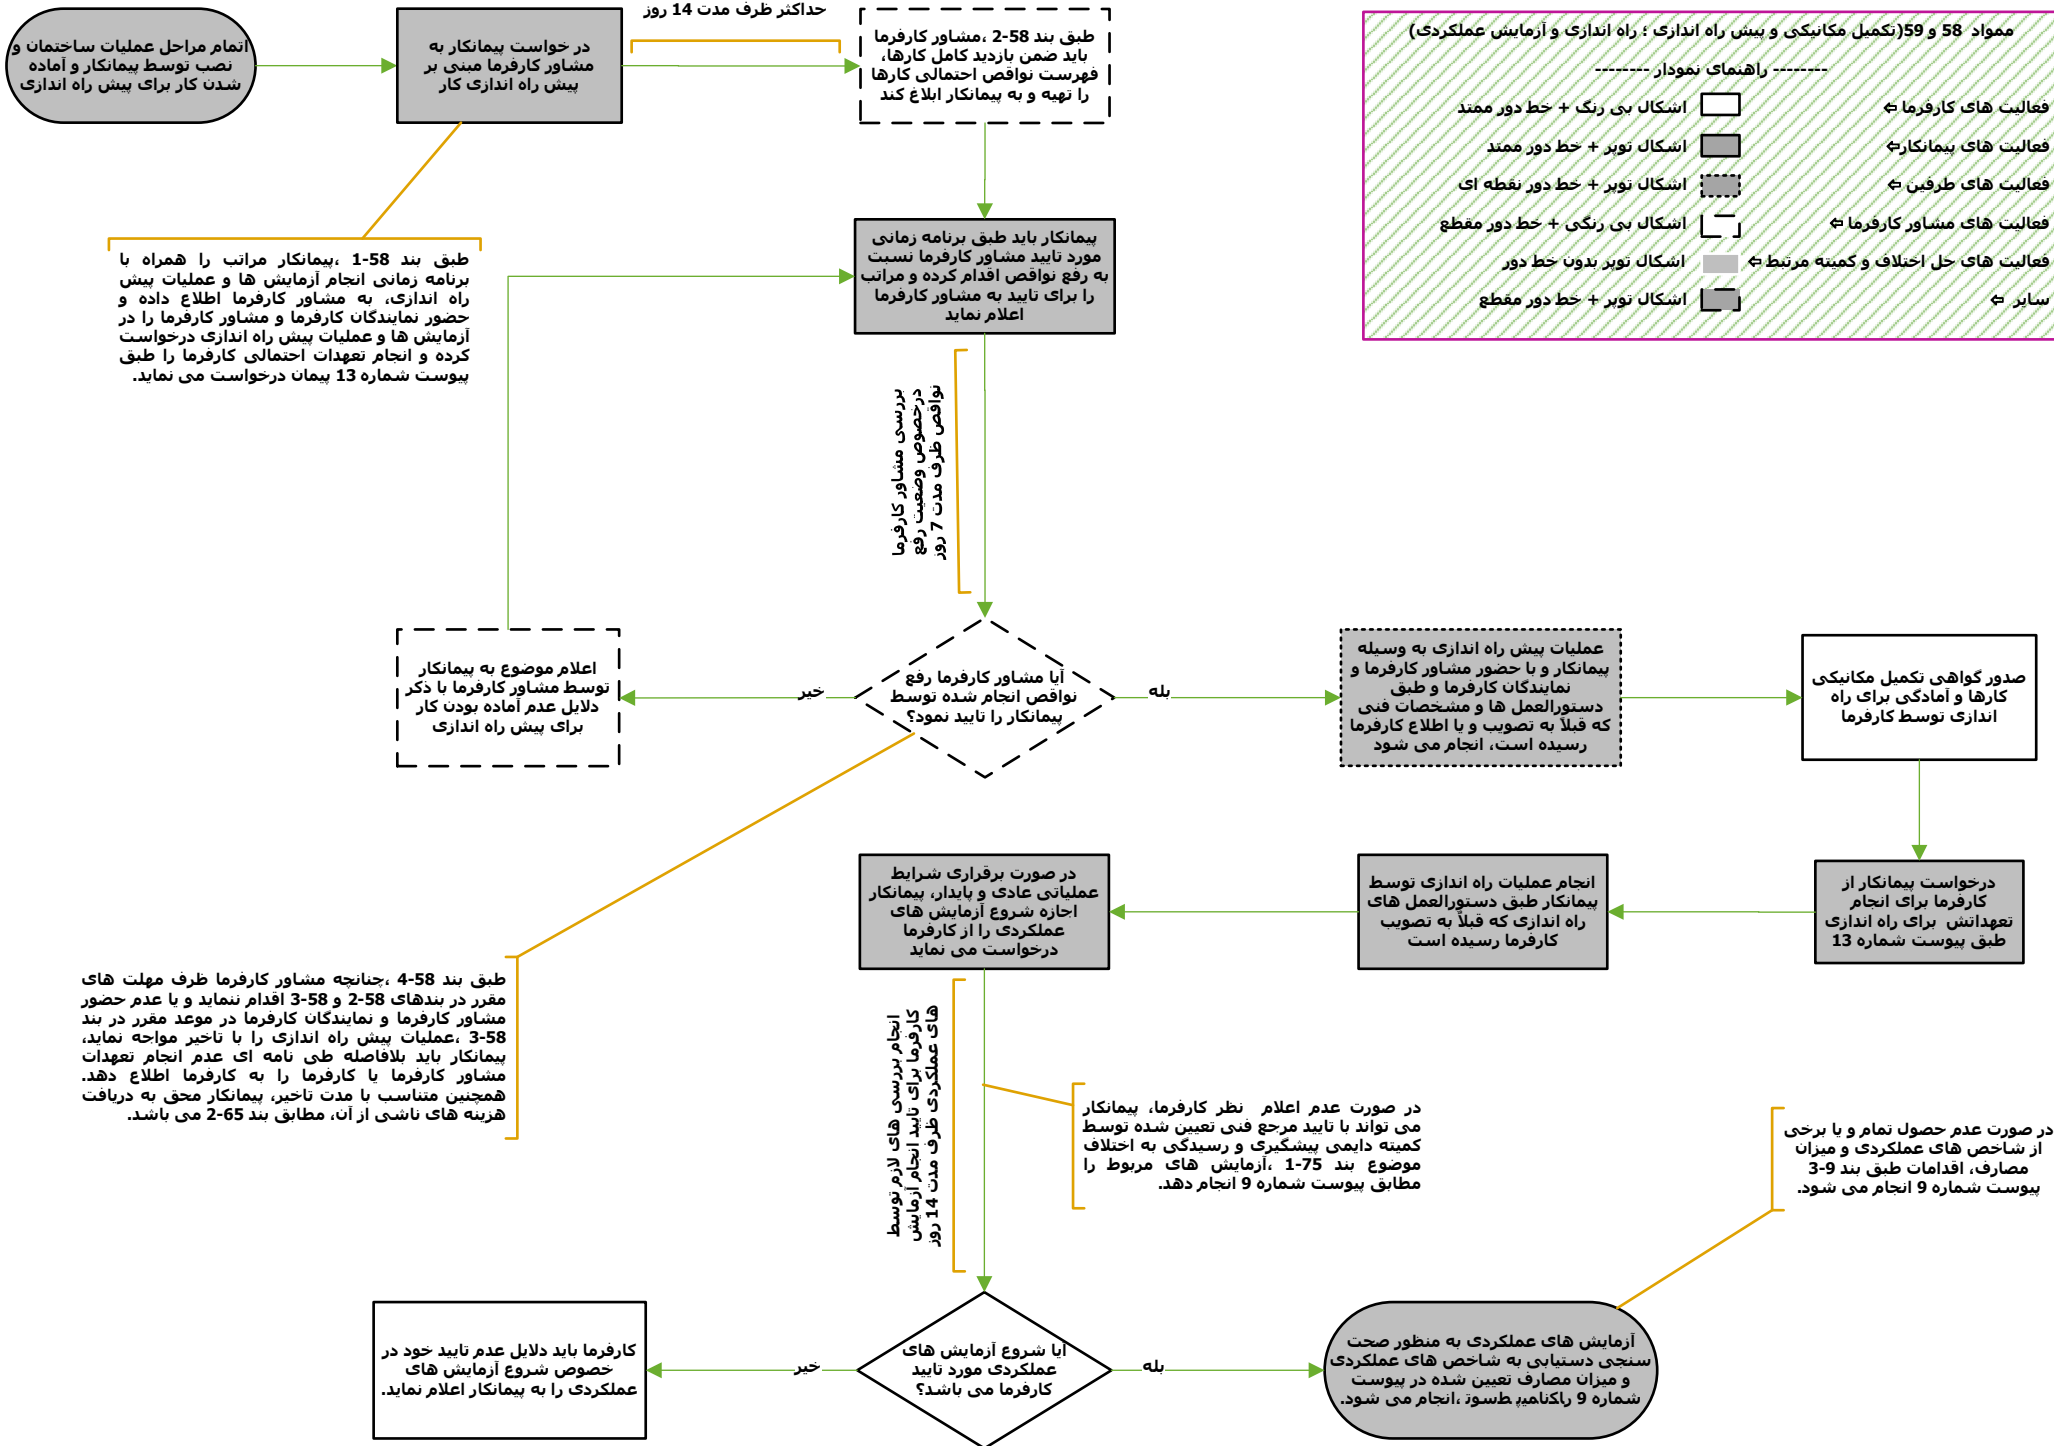 حداکثر ظرف مدت 14 روز
اتمام مراحل عملیات ساختمان و
نصب توسط پیمانکار و آماده
شدن کار برای پیش راه اندازی
در خواست پیمانکار به
مشاور کارفرما مبنی بر
پیش راه اندازی کار
طبق بند 58-2 ،مشاور کارفرما
باید ضمن بازدید کامل کارها،
فهرست نواقص احتمالی کارها
را تهیه و به پیمانکار ابلاغ کند
ممواد 58 و 59(تکمیل مکانیکی و پیش راه اندازی ؛ راه اندازی و آزمایش عملکردی)
-------- راهنمای نمودار --------
فعالیت های کارفرما ⇦ اشکال بی رنگ + خط دور ممتد
فعالیت های پیمانکار⇦ اشکال توپر + خط دور ممتد
فعالیت های طرفین ⇦ اشکال توپر + خط دور نقطه ای
فعالیت های مشاور کارفرما ⇦ اشکال بی رنگی + خط دور مقطع
فعالیت های حل اختلاف و کمیته مرتبط ⇦ اشکال توپر بدون خط دور
سایر ⇦ اشکال توپر + خط دور مقطع
طبق بند 58-1 ،پیمانکار مراتب را همراه با
برنامه زمانی انجام آزمایش ها و عملیات پیش
راه اندازی، به مشاور کارفرما اطلاع داده و
حضور نمایندگان کارفرما و مشاور کارفرما را در
آزمایش ها و عملیات پیش راه اندازی درخواست
کرده و انجام تعهدات احتمالی کارفرما را طبق
پیوست شماره 13 پیمان درخواست می نماید.
پیمانکار باید طبق برنامه زمانی
مورد تایید مشاور کارفرما نسبت
به رفع نواقص اقدام کرده و مراتب
را برای تایید به مشاور کارفرما
اعلام نماید
بررسی مشاور کارفرما
درخصوص وضعیت رفع
نواقص ظرف مدت 7 روز
آیا مشاور کارفرما رفع
نواقص انجام شده توسط
پیمانکار را تایید نمود؟
خیر
بله
اعلام موضوع به پیمانکار
توسط مشاور کارفرما با ذکر
دلایل عدم آماده بودن کار
برای پیش راه اندازی
عملیات پیش راه اندازی به وسیله
پیمانکار و با حضور مشاور کارفرما و
نمایندگان کارفرما و طبق
دستورالعمل ها و مشخصات فنی
که قبلاً به تصویب و یا اطلاع کارفرما
رسیده است، انجام می شود
صدور گواهی تکمیل مکانیکی
کارها و آمادگی برای راه
اندازی توسط کارفرما
درخواست پیمانکار از
کارفرما برای انجام
تعهداتش برای راه اندازی
طبق پیوست شماره 13
انجام عملیات راه اندازی توسط
پیمانکار طبق دستورالعمل های
راه اندازی که قبلاً به تصویب
کارفرما رسیده است
در صورت برقراری شرایط
عملیاتی عادی و پایدار، پیمانکار
اجازه شروع آزمایش های
عملکردی را از کارفرما
درخواست می نماید
طبق بند 58-4 ،چنانچه مشاور کارفرما ظرف مهلت های
مقرر در بندهای 58-2 و 58-3 اقدام ننماید و یا عدم حضور
مشاور کارفرما و نمایندگان کارفرما در موعد مقرر در بند
58-3 ،عملیات پیش راه اندازی را با تاخیر مواجه نماید،
پیمانکار باید بلافاصله طی نامه ای عدم انجام تعهدات
مشاور کارفرما یا کارفرما را به کارفرما اطلاع دهد.
همچنین متناسب با مدت تاخیر، پیمانکار محق به دریافت
هزینه های ناشی از آن، مطابق بند 65-2 می باشد.
انجام بررسی های لازم توسط
کارفرما برای تایید انجام آزمایش
های عملکردی ظرف مدت 14 روز
در صورت عدم اعلام نظر کارفرما، پیمانکار
می تواند با تایید مرجع فنی تعیین شده توسط
کمیته دایمی پیشگیری و رسیدگی به اختلاف
موضوع بند 75-1 ،آزمایش های مربوط را
مطابق پیوست شماره 9 انجام دهد.
در صورت عدم حصول تمام و یا برخی
از شاخص های عملکردی و میزان
مصارف، اقدامات طبق بند 9-3
پیوست شماره 9 انجام می شود.
آیا شروع آزمایش های
عملکردی مورد تایید
کارفرما می باشد؟
خیر
بله
کارفرما باید دلایل عدم تایید خود در
خصوص شروع آزمایش های
عملکردی را به پیمانکار اعلام نماید.
آزمایش های عملکردی به منظور صحت
سنجی دستیابی به شاخص های عملکردی
و میزان مصارف تعیین شده در پیوست
شماره 9 ،انجام می شود.